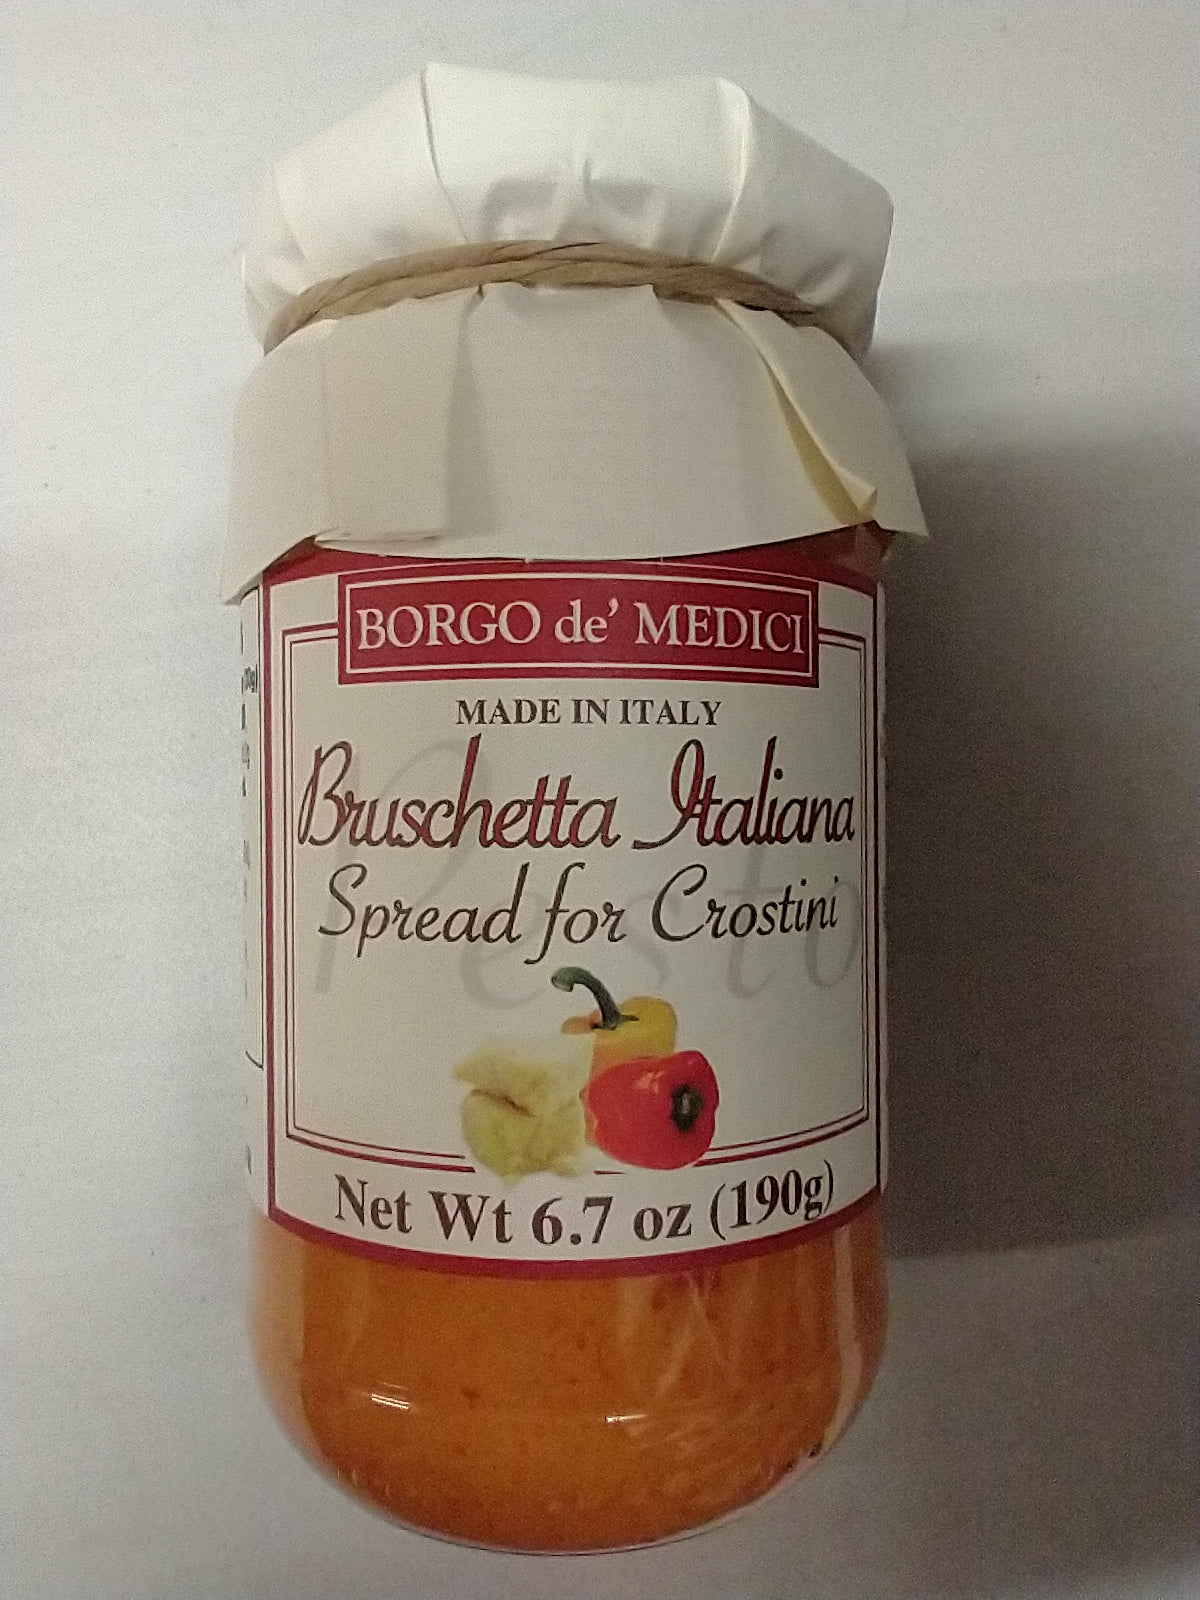 BORGO de' MEDICI
MADE IN ITALY
Bruschetta Italiana
Spread for Crostini
Pesto
Net Wt 6.7 oz (190g)